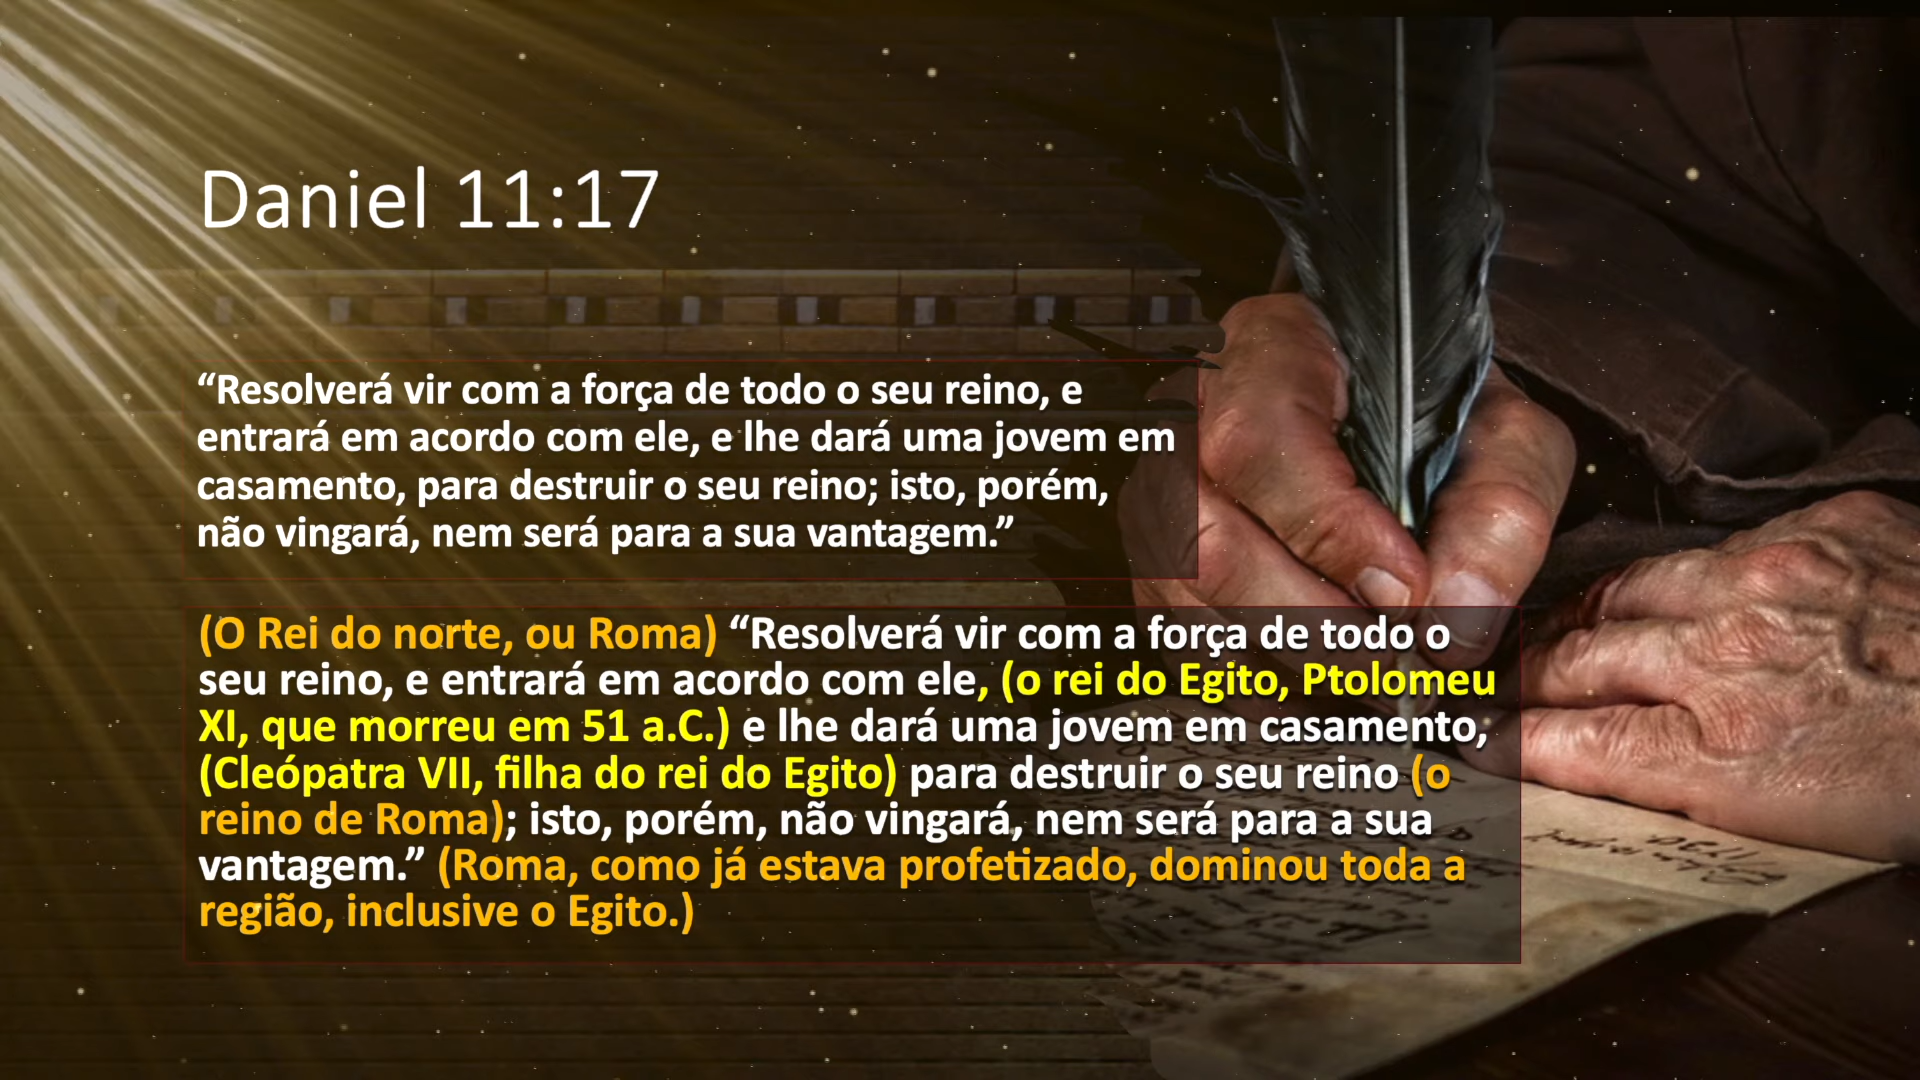 Daniel 11:17
“Resolverá vir com a força de todo o seu reino, e
entrará em acordo com ele, e lhe dará uma jovem em
casamento, para destruir o seu reino; isto, porém,
não vingará, nem será para a sua vantagem.”
(O Rei do norte, ou Roma) “Resolverá vir com a força de todo o
seu reino, e entrará em acordo com ele, (o rei do Egito, Ptolomeu
XI, que morreu em 51 a.C.) e lhe dará uma jovem em casamento,
(Cleópatra VII, filha do rei do Egito) para destruir o seu reino (o
reino de Roma); isto, porém, não vingará, nem será para a sua
vantagem.” (Roma, como já estava profetizado, dominou toda a
região, inclusive o Egito.)